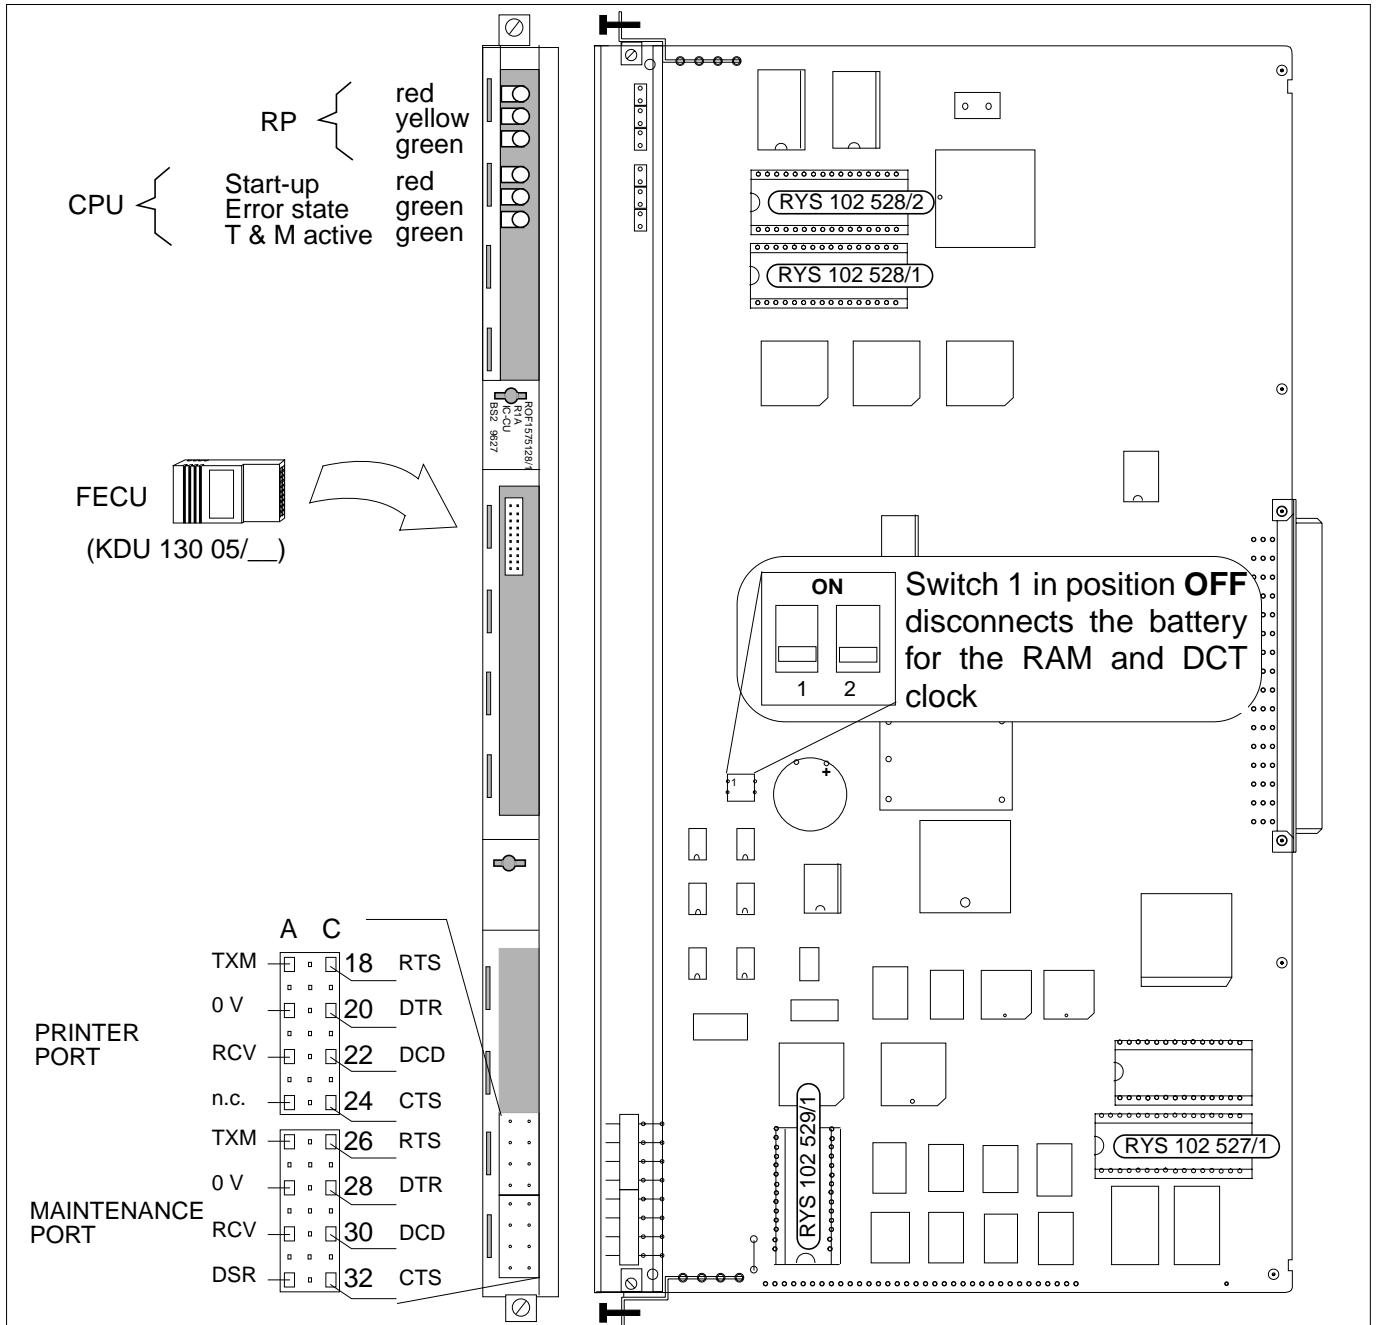 RP
red
yellow
green
CPU
Start-up red
Error state green
T & M active green
ROF1575128/1
R1A
IC-CU
BS2 9627
FECU
(KDU 130 05/__)
RYS 102 528/2
RYS 102 528/1
ON
1 2
Switch 1 in position OFF
disconnects the battery
for the RAM and DCT
clock
1
+
A C
PRINTER
PORT
TXM 18 RTS
0 V 20 DTR
RCV 22 DCD
n.c. 24 CTS
MAINTENANCE
PORT
TXM 26 RTS
0 V 28 DTR
RCV 30 DCD
DSR 32 CTS
RYS 102 529/1
RYS 102 527/1